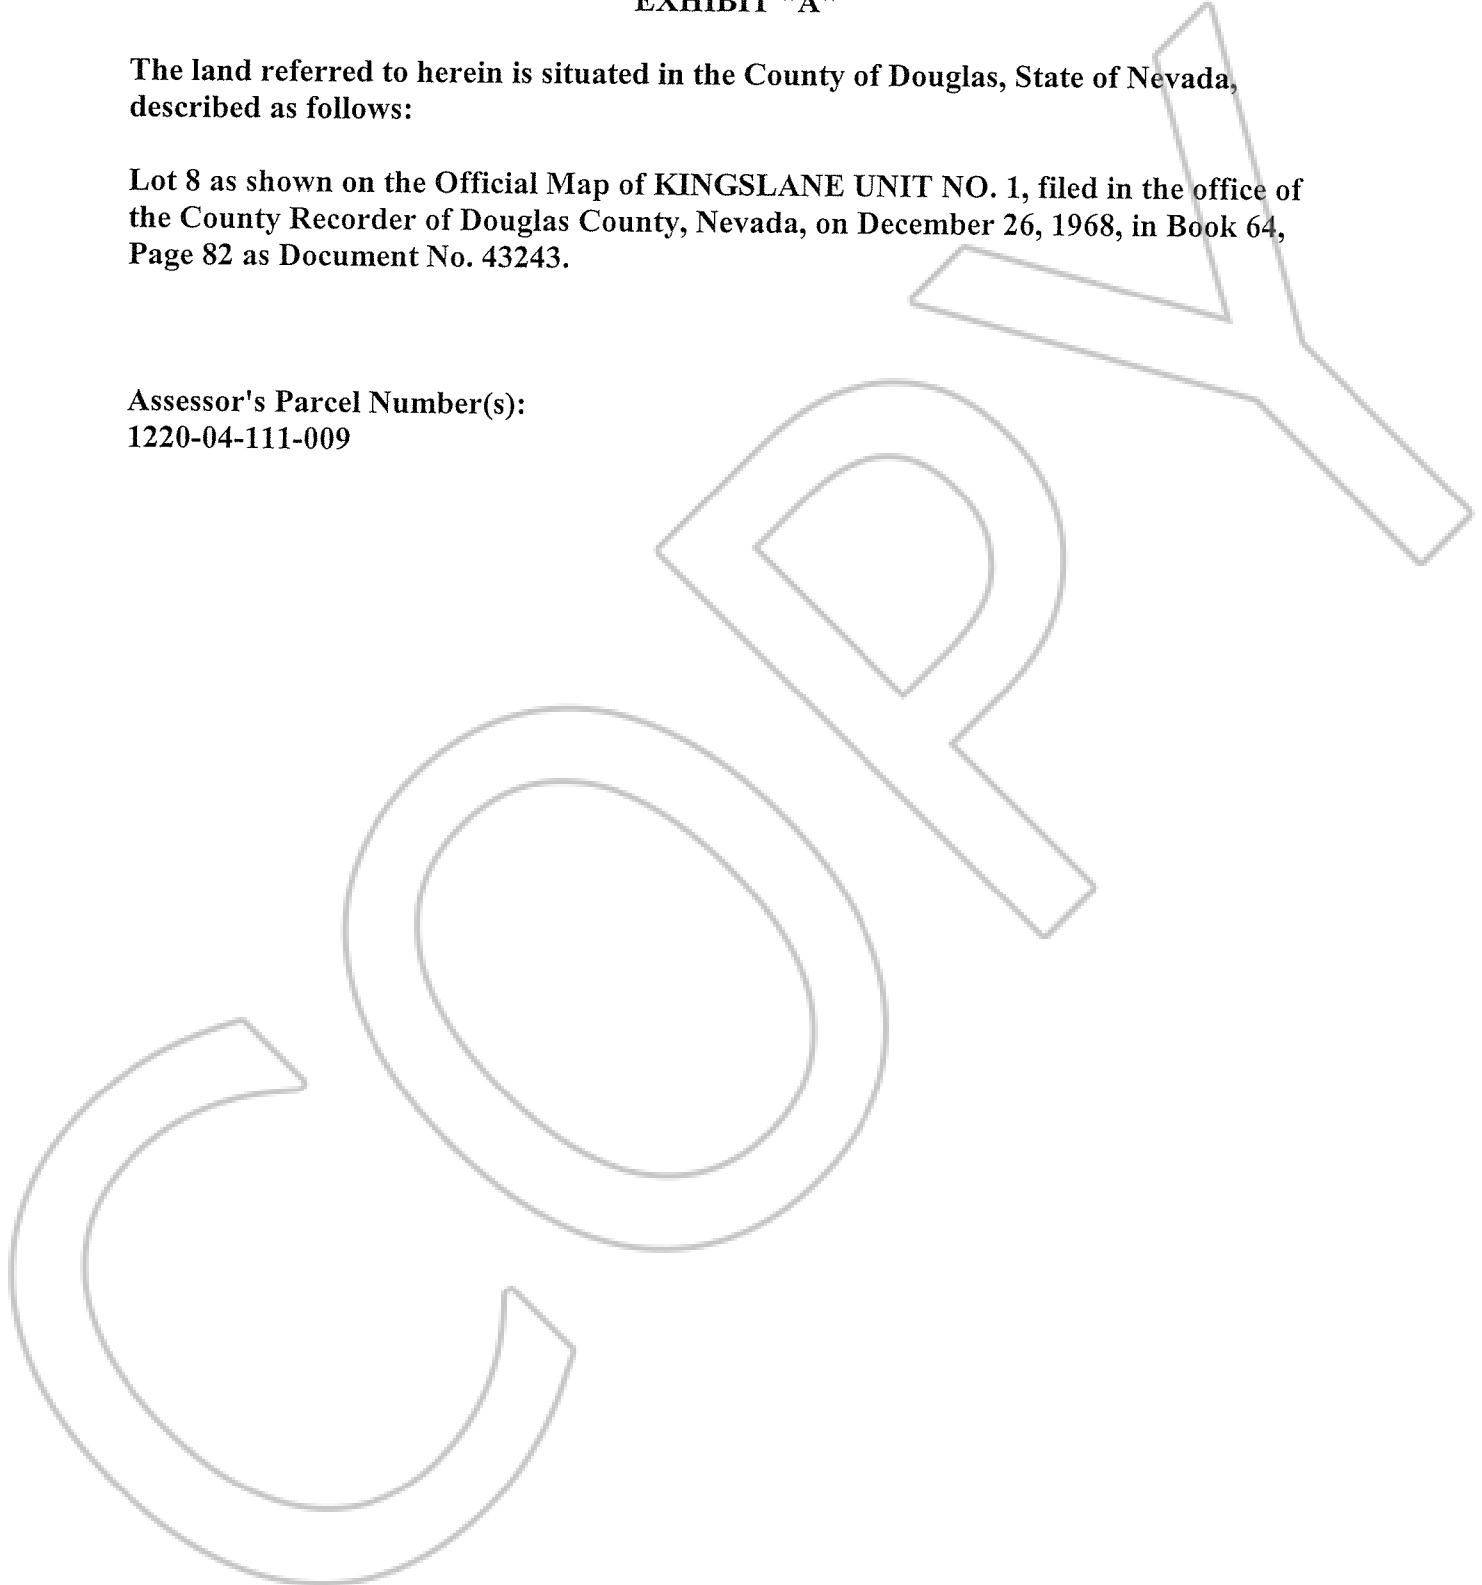 EXHIBIT "A"
The land referred to herein is situated in the County of Douglas, State of Nevada,
described as follows:
Lot 8 as shown on the Official Map of KINGSLANE UNIT NO. 1, filed in the office of
the County Recorder of Douglas County, Nevada, on December 26, 1968, in Book 64,
Page 82 as Document No. 43243.
Assessor's Parcel Number(s):
1220-04-111-009
COPY